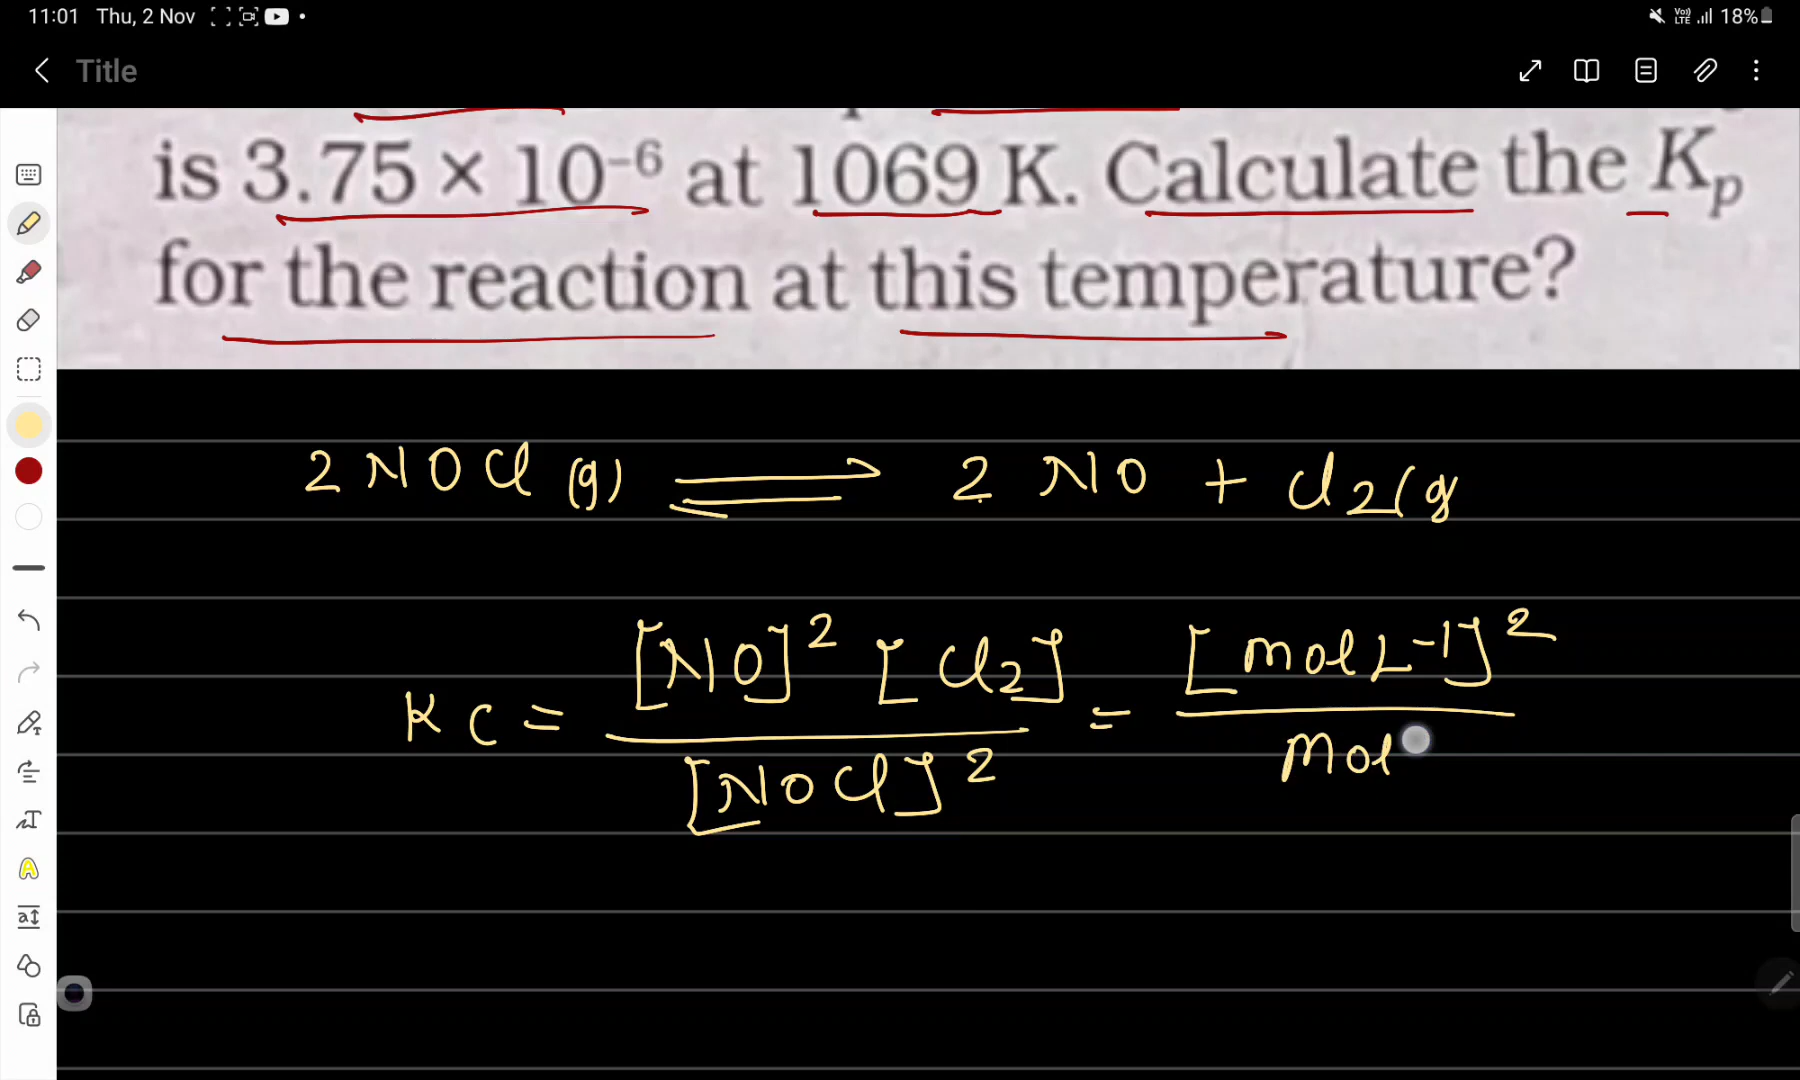 11:01 Thu, 2 Nov 18%
Title
is 3.75 × 10⁻⁶ at 1069 K. Calculate the Kₚ
for the reaction at this temperature?
2 NOCl (g) ⇌ 2 NO + Cl₂(g
Kc = [NO]² [Cl₂] / [NOCl]² = [mol L⁻¹]² / mol